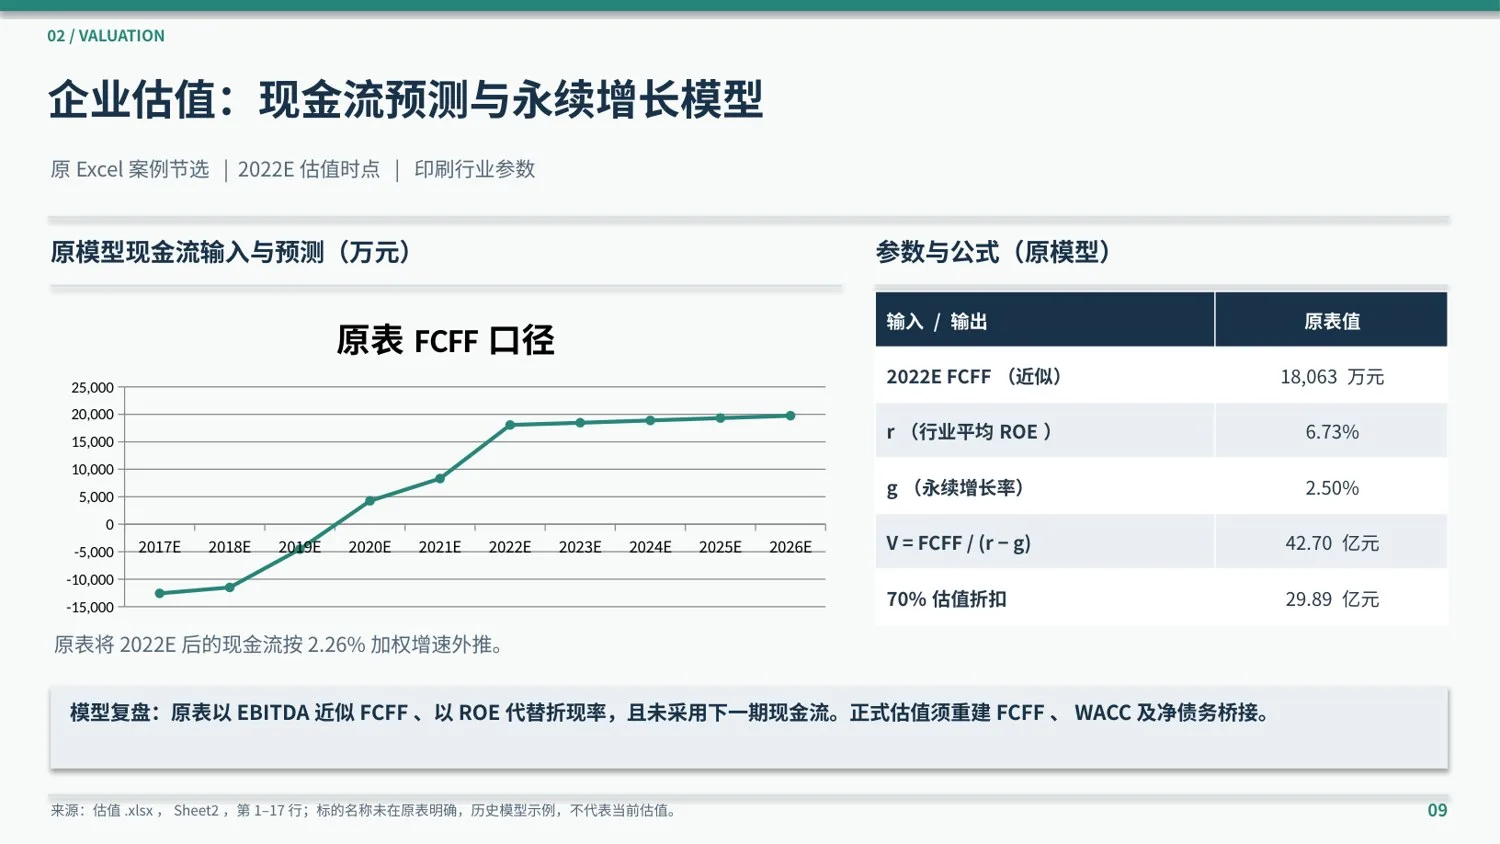 02 / VALUATION
企业估值：现金流预测与永续增长模型
原 Excel 案例节选 ｜ 2022E 估值时点 ｜ 印刷行业参数
原模型现金流输入与预测（万元）
原表 FCFF 口径
25,000
20,000
15,000
10,000
5,000
0
-5,000
-10,000
-15,000
2017E 2018E 2019E 2020E 2021E 2022E 2023E 2024E 2025E 2026E
原表将 2022E 后的现金流按 2.26% 加权增速外推。
参数与公式（原模型）
输入 / 输出 原表值
2022E FCFF （近似） 18,063 万元
r （行业平均 ROE ） 6.73%
g （永续增长率） 2.50%
V = FCFF / (r − g) 42.70 亿元
70% 估值折扣 29.89 亿元
模型复盘：原表以 EBITDA 近似 FCFF 、以 ROE 代替折现率，且未采用下一期现金流。正式估值须重建 FCFF 、 WACC 及净债务桥接。
来源：估值 .xlsx ， Sheet2 ，第 1–17 行；标的名称未在原表明确，历史模型示例，不代表当前估值。
09